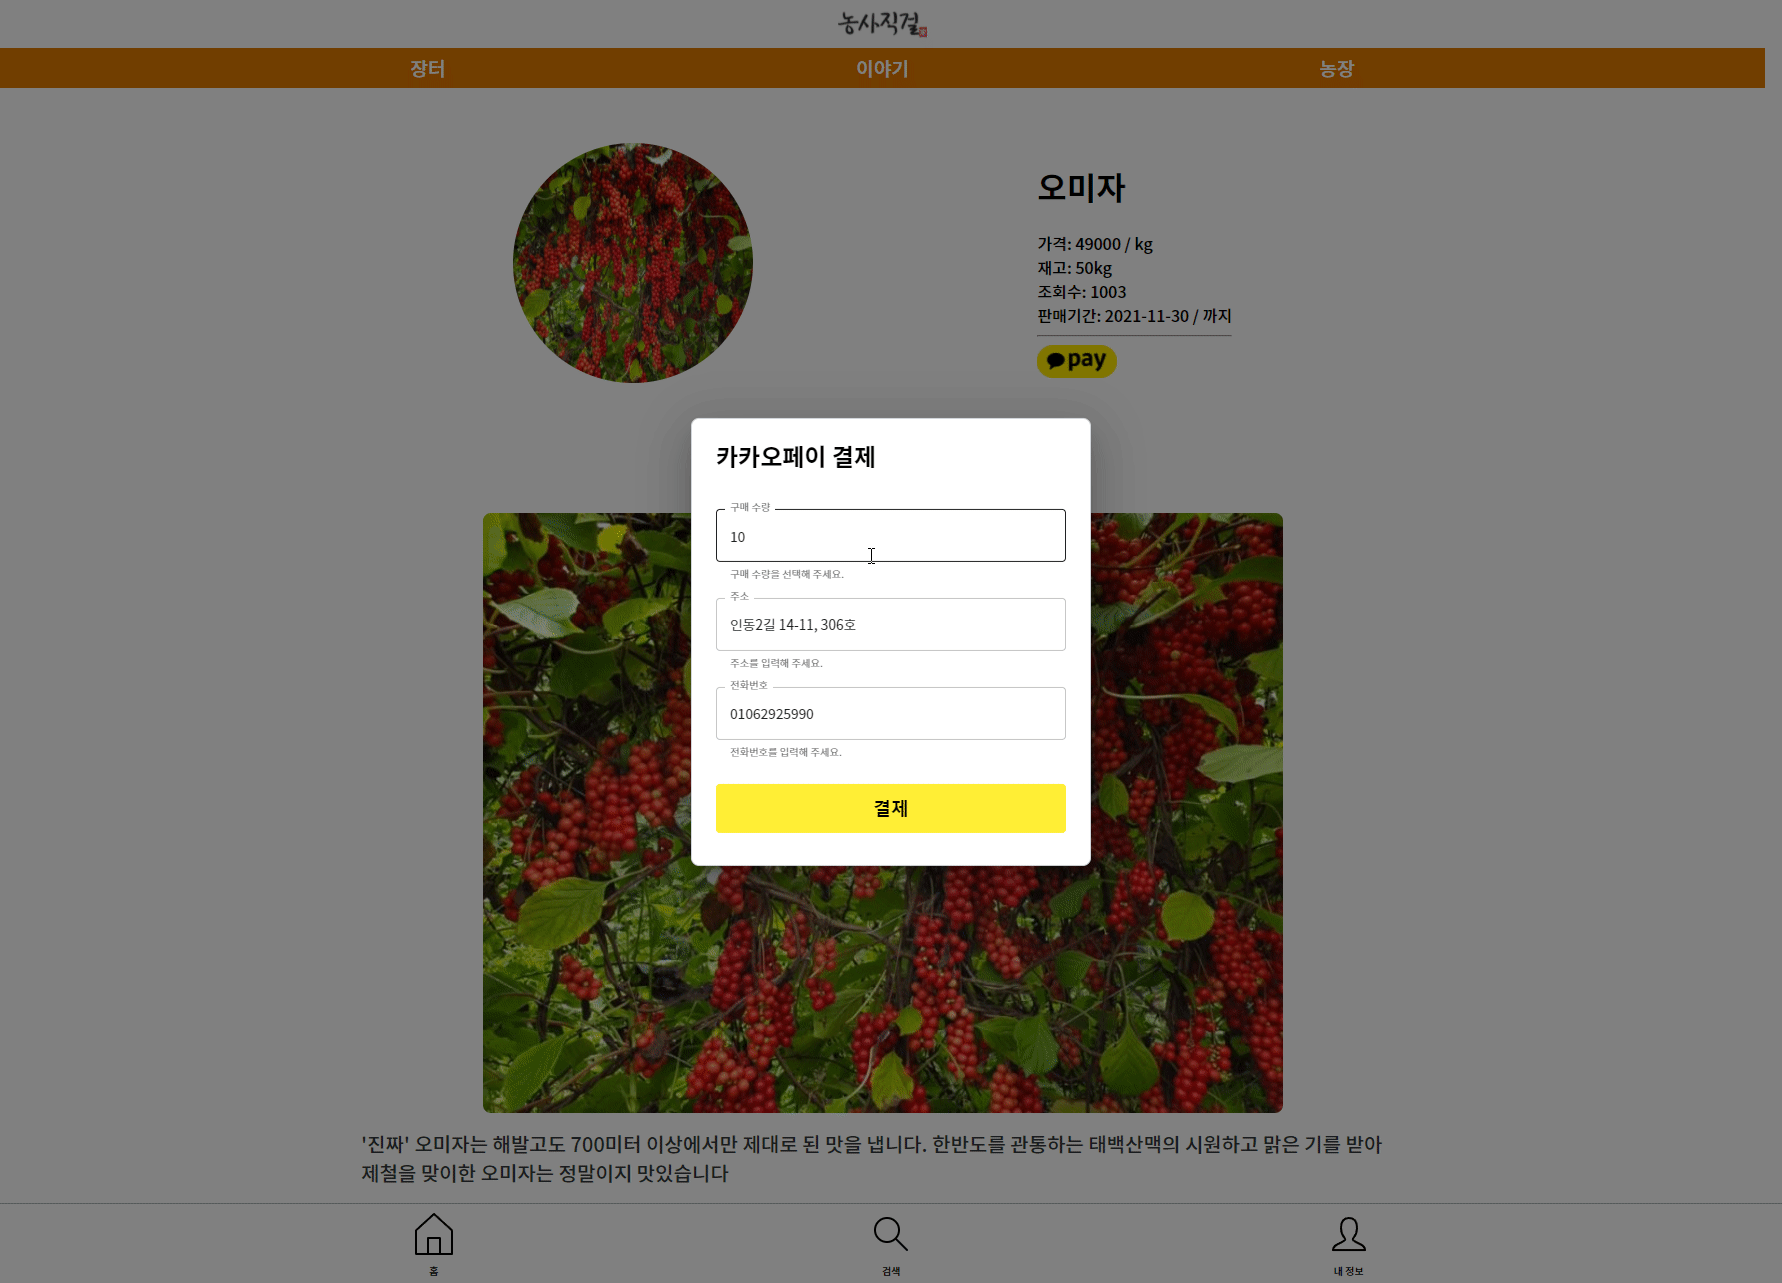 농사직걸
장터
이야기
농장
오미자
가격: 49000 / kg
재고: 50kg
조회수: 1003
판매기간: 2021-11-30 / 까지
pay
카카오페이 결제
구매 수량
10
구매 수량을 선택해 주세요.
주소
인동2길 14-11, 306호
주소를 입력해 주세요.
전화번호
01062925990
전화번호를 입력해 주세요.
결제
'진짜' 오미자는 해발고도 700미터 이상에서만 제대로 된 맛을 냅니다. 한반도를 관통하는 태백산맥의 시원하고 맑은 기를 받아
제철을 맞이한 오미자는 정말이지 맛있습니다
홈
검색
내 정보